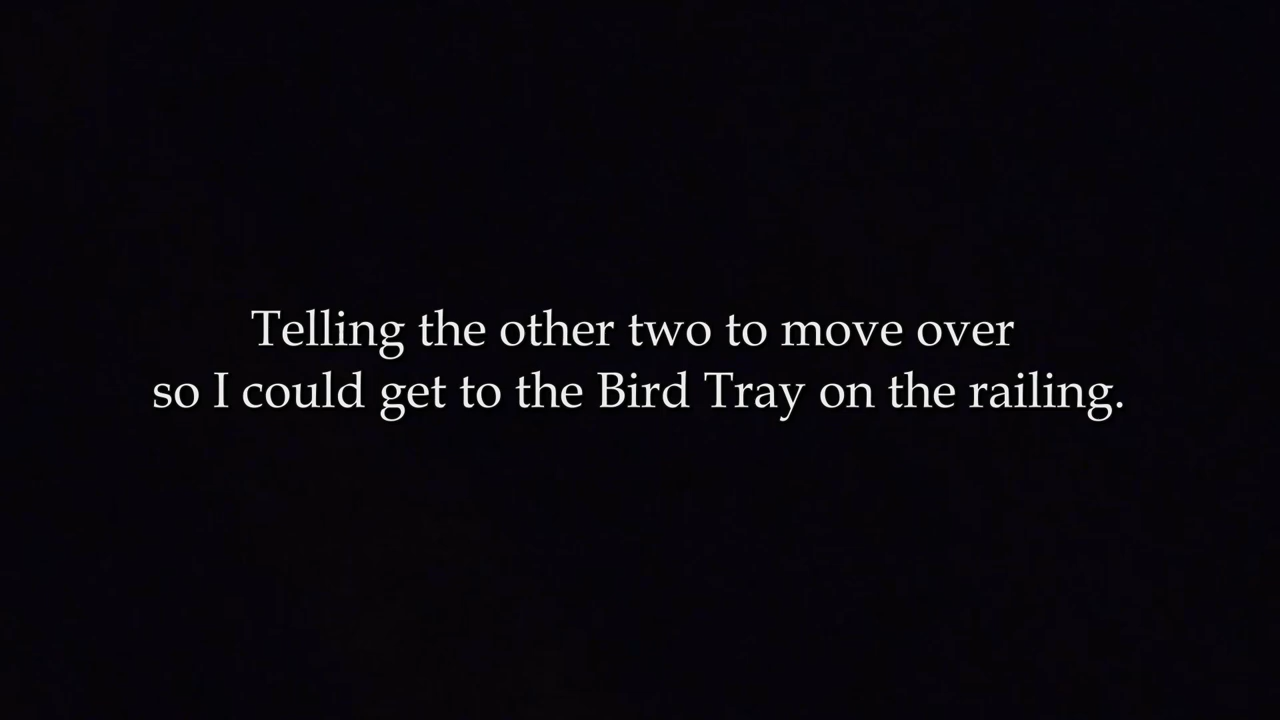 Telling the other two to move over
so I could get to the Bird Tray on the railing.